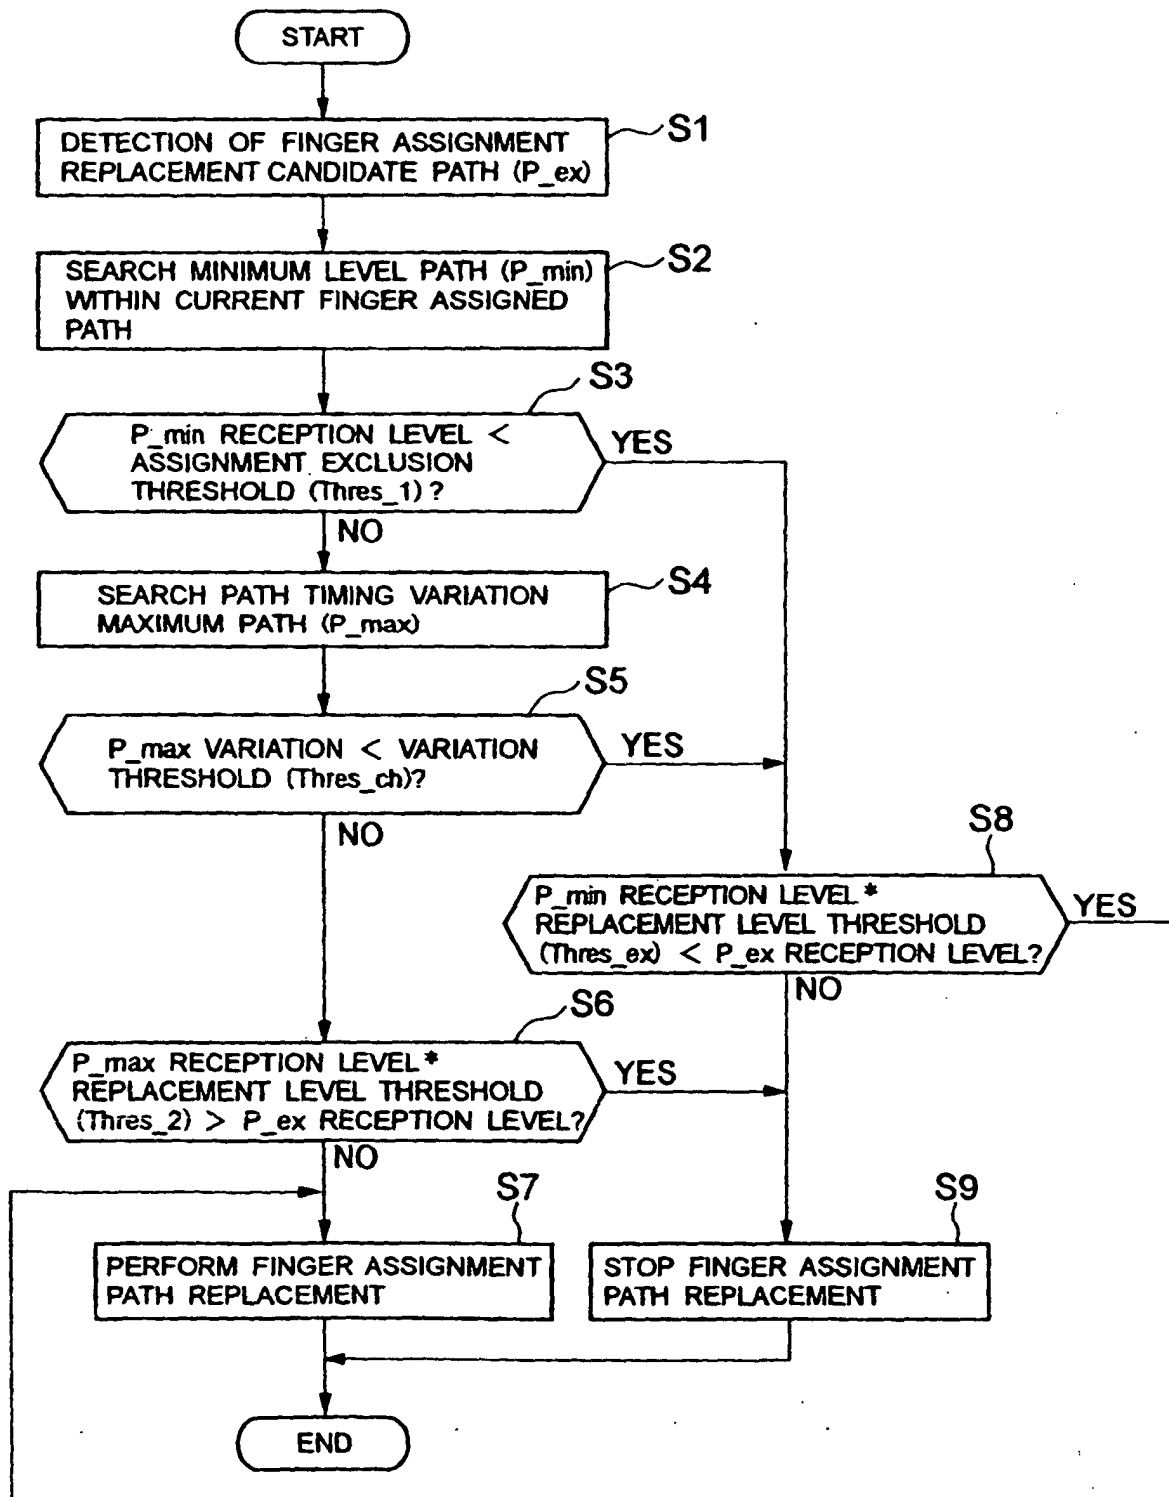 START
S1
DETECTION OF FINGER ASSIGNMENT
REPLACEMENT CANDIDATE PATH (P_ex)
S2
SEARCH MINIMUM LEVEL PATH (P_min)
WITHIN CURRENT FINGER ASSIGNED
PATH
S3
P_min RECEPTION LEVEL <
ASSIGNMENT EXCLUSION
THRESHOLD (Thres_1)?
YES
NO
S4
SEARCH PATH TIMING VARIATION
MAXIMUM PATH (P_max)
S5
P_max VARIATION < VARIATION
THRESHOLD (Thres_ch)?
YES
NO
S8
P_min RECEPTION LEVEL*
REPLACEMENT LEVEL THRESHOLD
(Thres_ex) < P_ex RECEPTION LEVEL?
YES
NO
S6
P_max RECEPTION LEVEL*
REPLACEMENT LEVEL THRESHOLD
(Thres_2) > P_ex RECEPTION LEVEL?
YES
NO
S7
PERFORM FINGER ASSIGNMENT
PATH REPLACEMENT
S9
STOP FINGER ASSIGNMENT
PATH REPLACEMENT
END